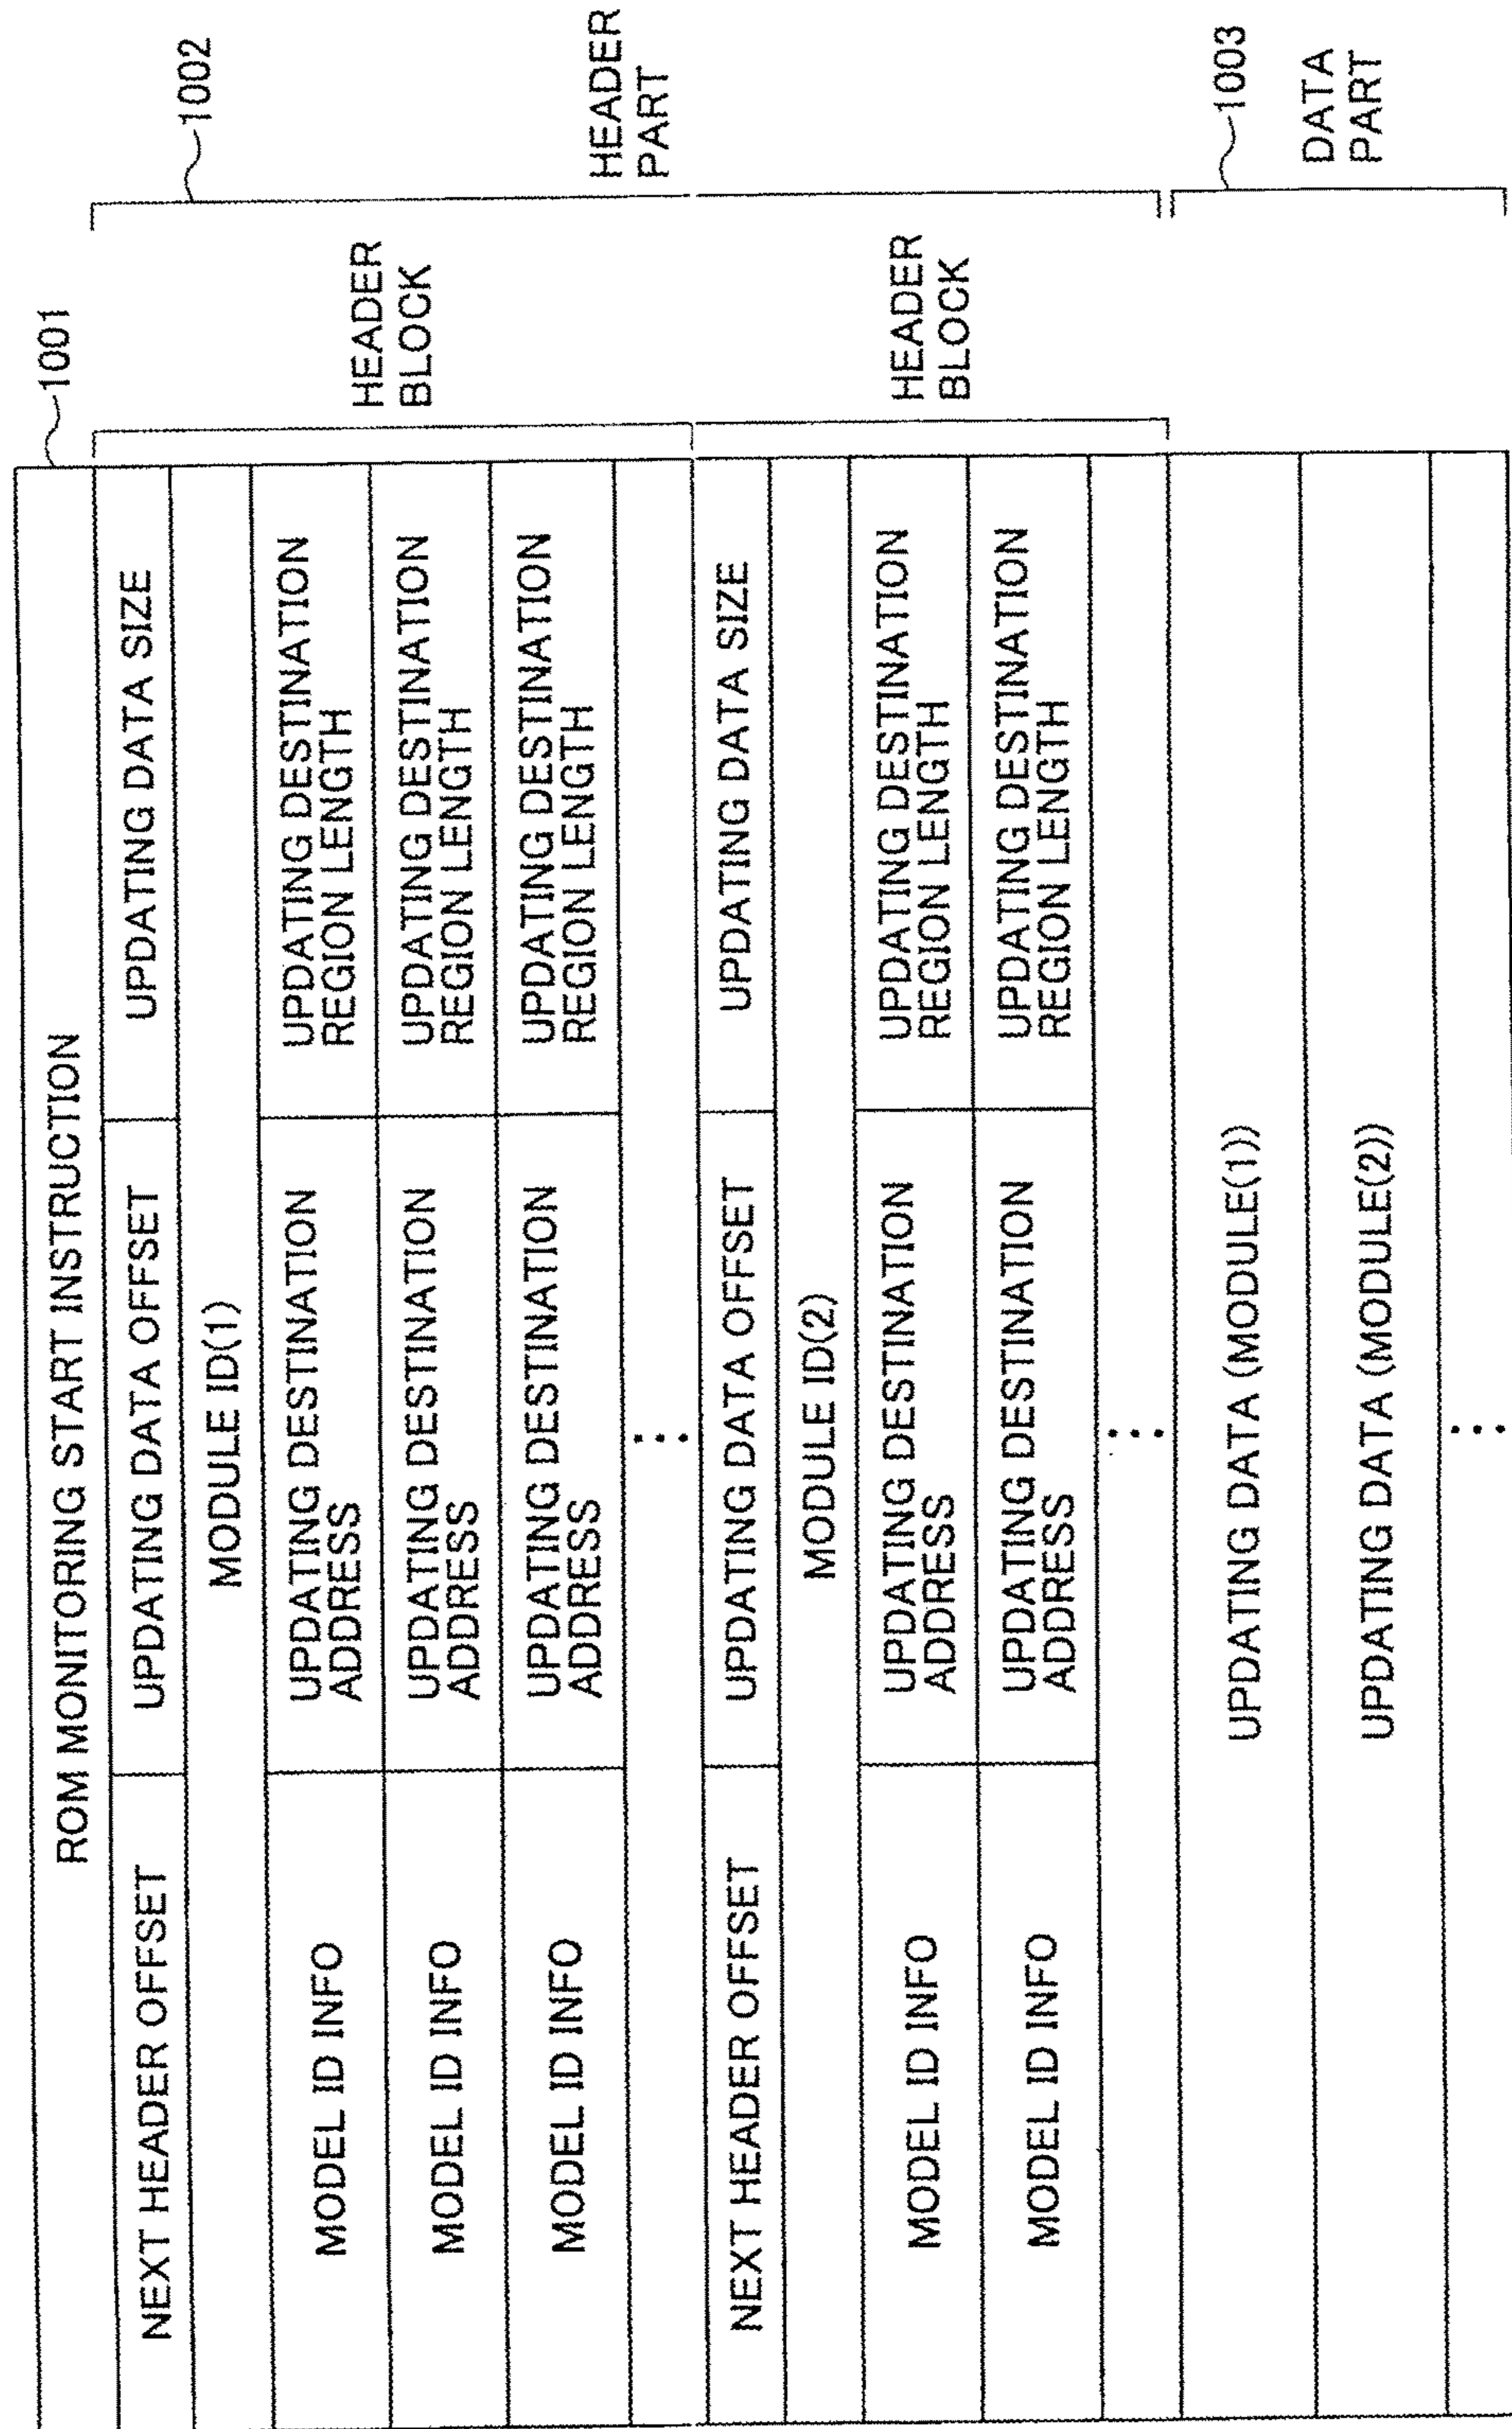 ROM MONITORING START INSTRUCTION
1001
NEXT HEADER OFFSET
UPDATING DATA OFFSET
UPDATING DATA SIZE
MODULE ID(1)
MODEL ID INFO
UPDATING DESTINATION
ADDRESS
UPDATING DESTINATION
REGION LENGTH
MODEL ID INFO
UPDATING DESTINATION
ADDRESS
UPDATING DESTINATION
REGION LENGTH
MODEL ID INFO
UPDATING DESTINATION
ADDRESS
UPDATING DESTINATION
REGION LENGTH
...
HEADER
BLOCK
NEXT HEADER OFFSET
UPDATING DATA OFFSET
UPDATING DATA SIZE
MODULE ID(2)
MODEL ID INFO
UPDATING DESTINATION
ADDRESS
UPDATING DESTINATION
REGION LENGTH
MODEL ID INFO
UPDATING DESTINATION
ADDRESS
UPDATING DESTINATION
REGION LENGTH
...
HEADER
BLOCK
1002
HEADER
PART
UPDATING DATA (MODULE(1))
UPDATING DATA (MODULE(2))
...
1003
DATA
PART